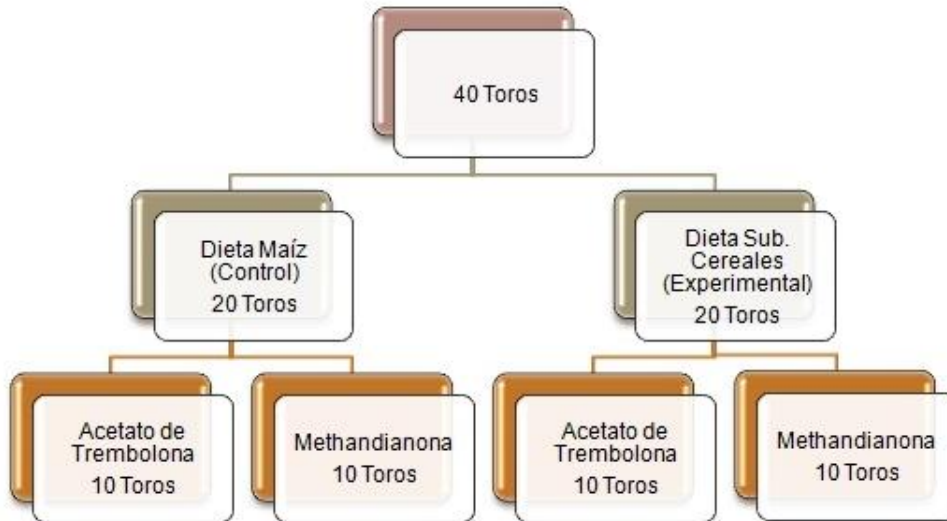 40 Toros
Dieta Maíz
(Control)
20 Toros
Dieta Sub.
Cereales
(Experimental)
20 Toros
Acetato de
Trembolona
10 Toros
Methandianona
10 Toros
Acetato de
Trembolona
10 Toros
Methandianona
10 Toros